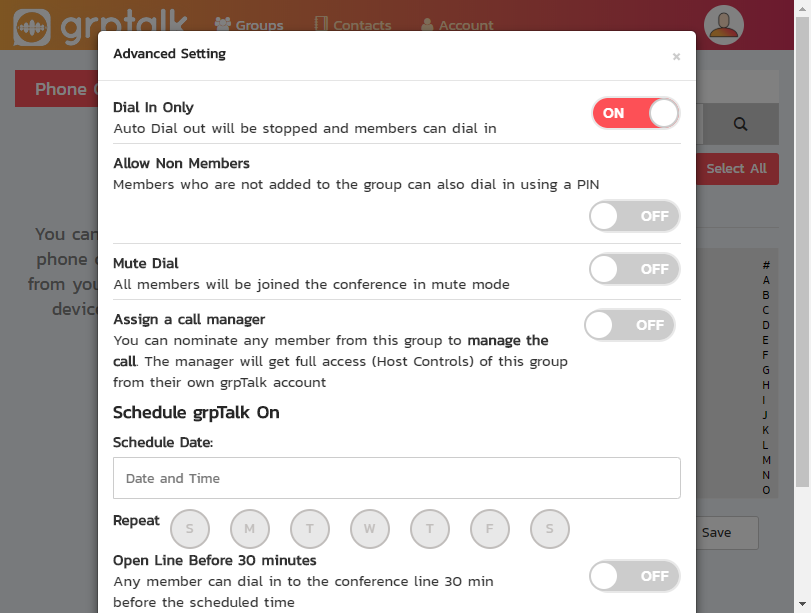 grptalk
Groups
Contacts
Account
Advanced Setting
×
Phone
Dial In Only
Auto Dial out will be stopped and members can dial in
ON
Allow Non Members
Members who are not added to the group can also dial in using a PIN
OFF
Select All
You can
phone
from you
device
Mute Dial
All members will be joined the conference in mute mode
OFF
Assign a call manager
You can nominate any member from this group to manage the
call. The manager will get full access (Host Controls) of this group
from their own grpTalk account
OFF
#
A
B
C
D
E
F
G
H
I
J
K
L
M
N
O
Schedule grpTalk On
Schedule Date:
Date and Time
Repeat
S M T W T F S
Save
Open Line Before 30 minutes
Any member can dial in to the conference line 30 min
before the scheduled time
OFF